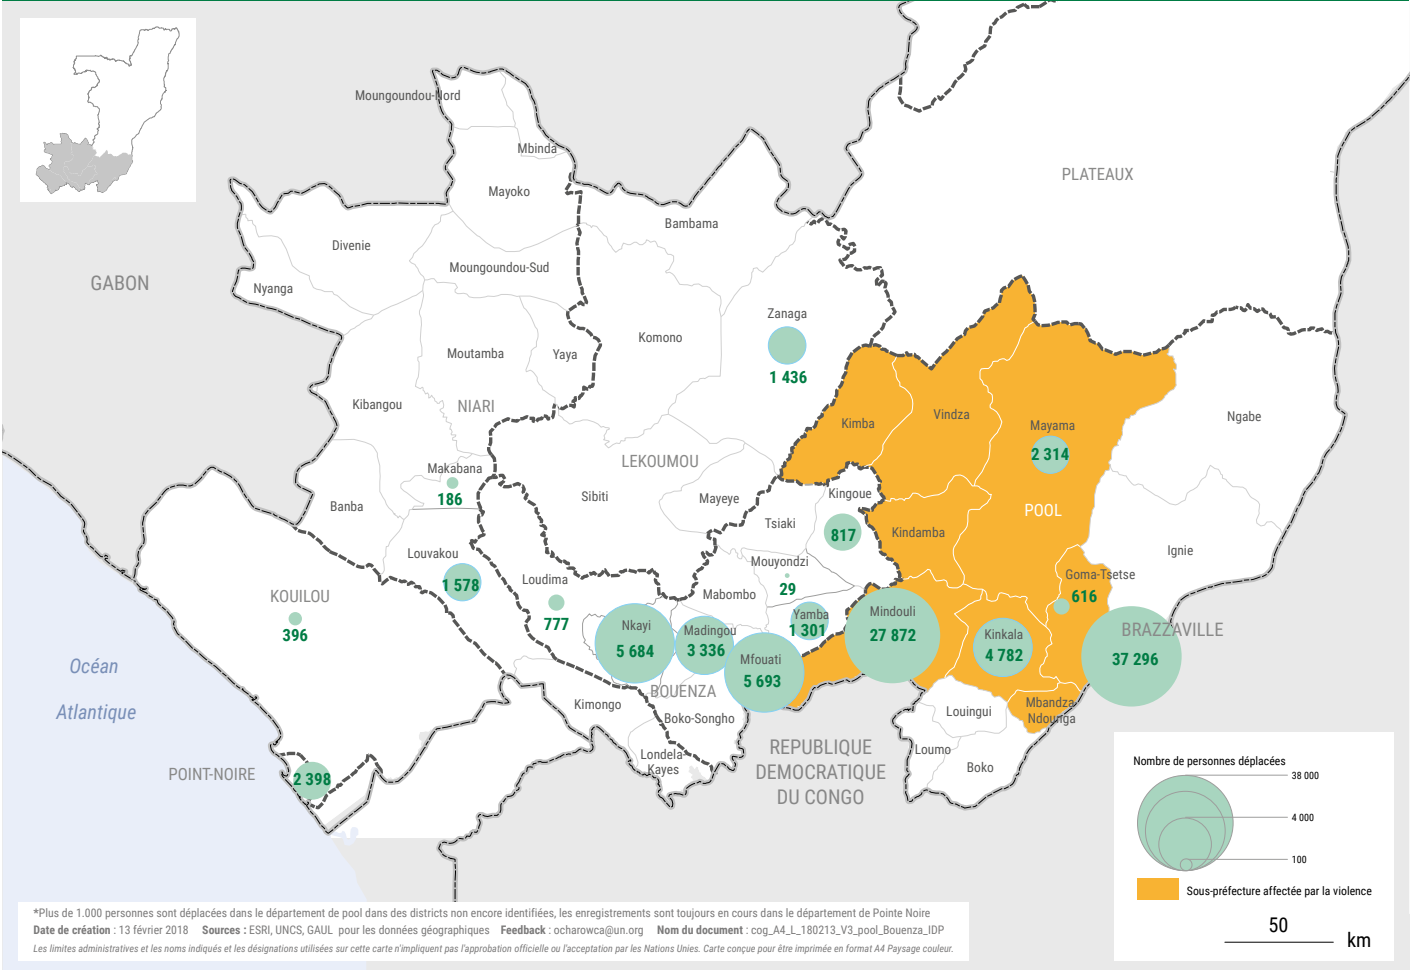 Moungoundou-Nord
Mbinda
Mayoko
PLATEAUX
Bambama
Divenie
Moungoundou-Sud
GABON
Nyanga
Zanaga
1 436
Komono
Moutamba
Yaya
Kibangou
NIARI
Kimba
Vindza
Mayama
2 314
Ngabe
LEKOUMOU
Makabana
186
Sibiti
Mayeye
Kingoue
817
Banba
Tsiaki
POOL
Kindamba
Louvakou
1 578
Ignie
Mouyondzi
29
Loudima
777
Goma-Tsetse
616
KOUILOU
396
Mabombo
Yamba
1 301
Mindouli
27 872
Nkayi
5 684
Madingou
3 336
Kinkala
4 782
BRAZZAVILLE
37 296
Mfouati
5 693
Océan
Atlantique
BOUENZA
Kimongo
Boko-Songho
Louingui
Mbandza
Ndounga
Londela-
Kayes
REPUBLIQUE
DEMOCRATIQUE
DU CONGO
Loumo
Boko
POINT-NOIRE
2 398
Nombre de personnes déplacées
38 000
4 000
100
Sous-préfecture affectée par la violence
50
km
*Plus de 1.000 personnes sont déplacées dans le département de pool dans des districts non encore identifiées, les enregistrements sont toujours en cours dans le département de Pointe Noire
Date de création : 13 février 2018 Sources : ESRI, UNCS, GAUL pour les données géographiques Feedback : ocharowca@un.org Nom du document : cog_A4_L_180213_V3_pool_Bouenza_IDP
Les limites administratives et les noms indiqués et les désignations utilisées sur cette carte n'impliquent pas l'approbation officielle ou l'acceptation par les Nations Unies. Carte conçue pour être imprimée en format A4 Paysage couleur.